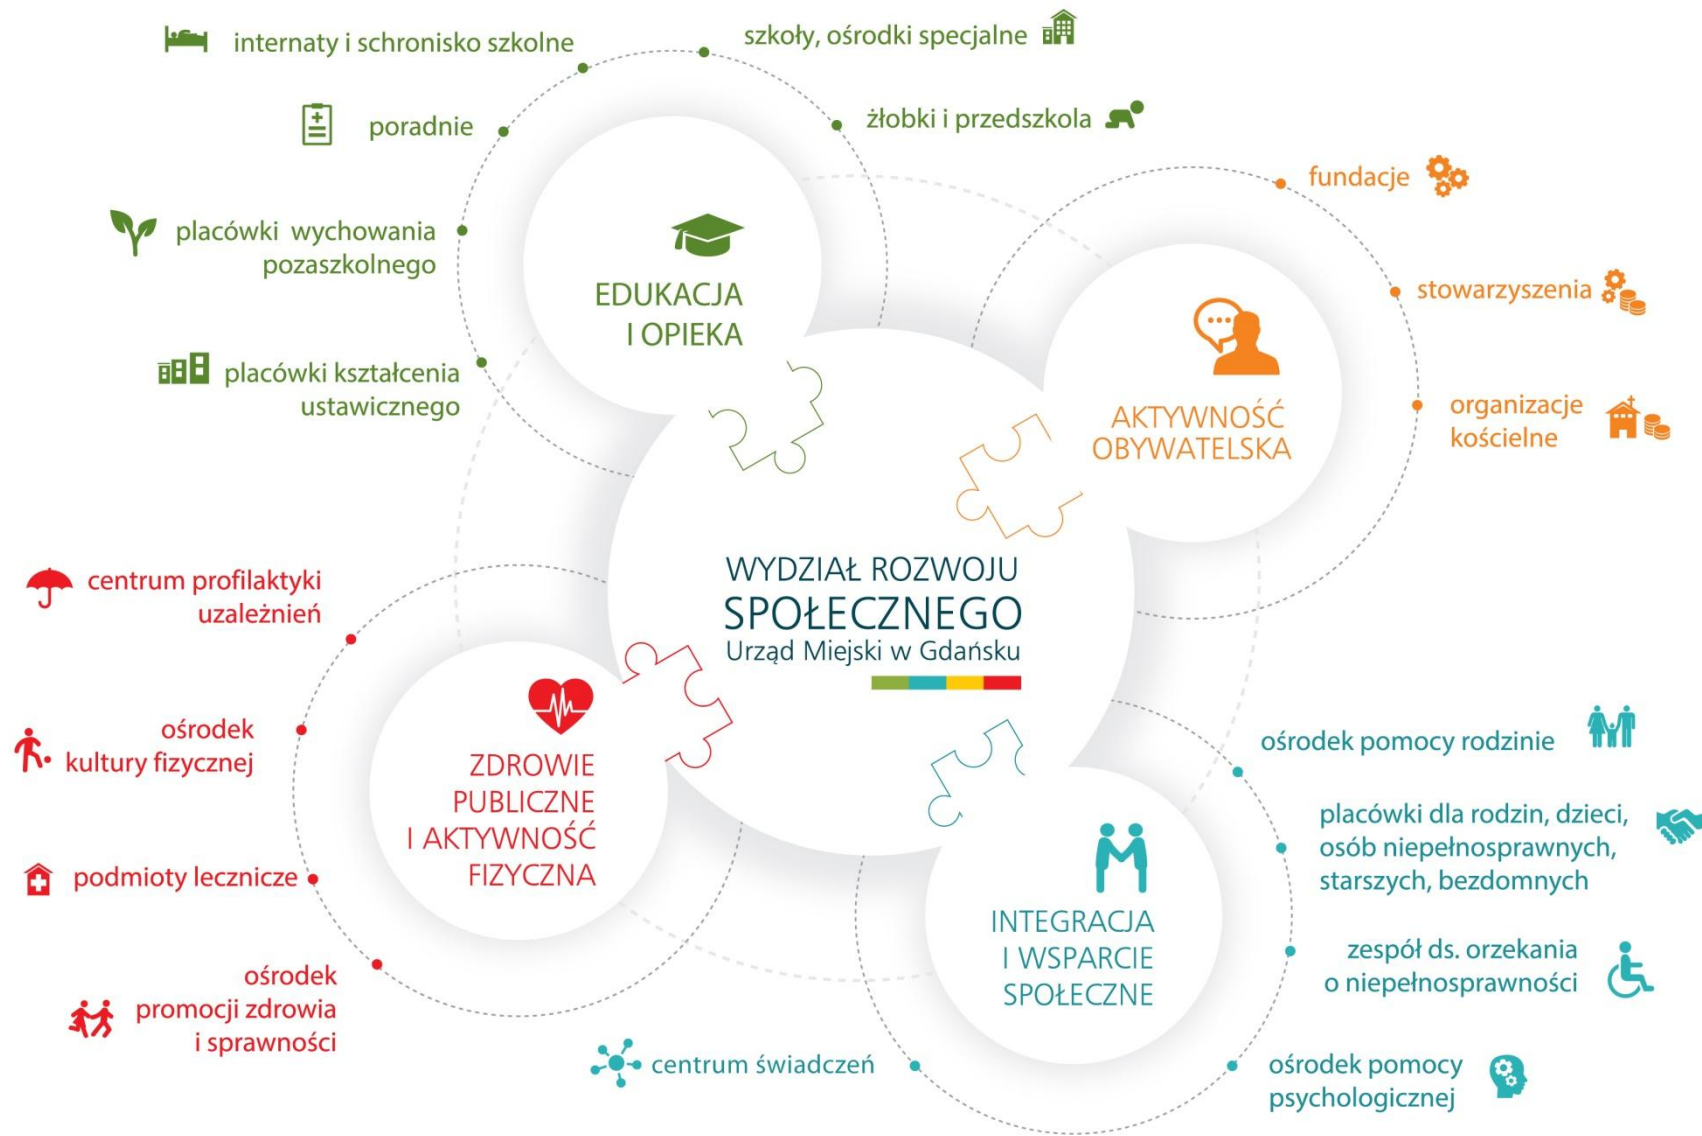 internaty i schronisko szkolne
szkoły, ośrodki specjalne
poradnie
żłobki i przedszkola
placówki wychowania
pozaszkolnego
placówki kształcenia
ustawicznego
EDUKACJA
I OPIEKA
fundacje
stowarzyszenia
organizacje
kościelne
AKTYWNOŚĆ
OBYWATELSKA
WYDZIAŁ ROZWOJU
SPOŁECZNEGO
Urząd Miejski w Gdańsku
centrum profilaktyki
uzależnień
ośrodek
kultury fizycznej
podmioty lecznicze
ośrodek
promocji zdrowia
i sprawności
ZDROWIE
PUBLICZNE
I AKTYWNOŚĆ
FIZYCZNA
ośrodek pomocy rodzinie
placówki dla rodzin, dzieci,
osób niepełnosprawnych,
starszych, bezdomnych
zespół ds. orzekania
o niepełnosprawności
ośrodek pomocy
psychologicznej
centrum świadczeń
INTEGRACJA
I WSPARCIE
SPOŁECZNE